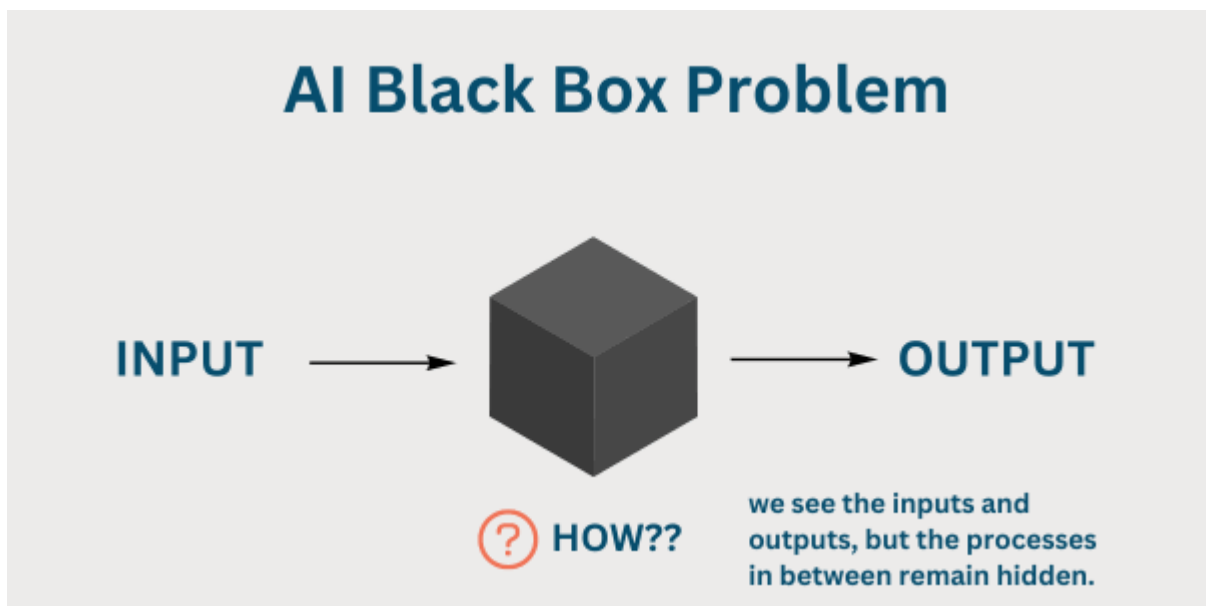 AI Black Box Problem
INPUT
OUTPUT
? HOW??
we see the inputs and
outputs, but the processes
in between remain hidden.